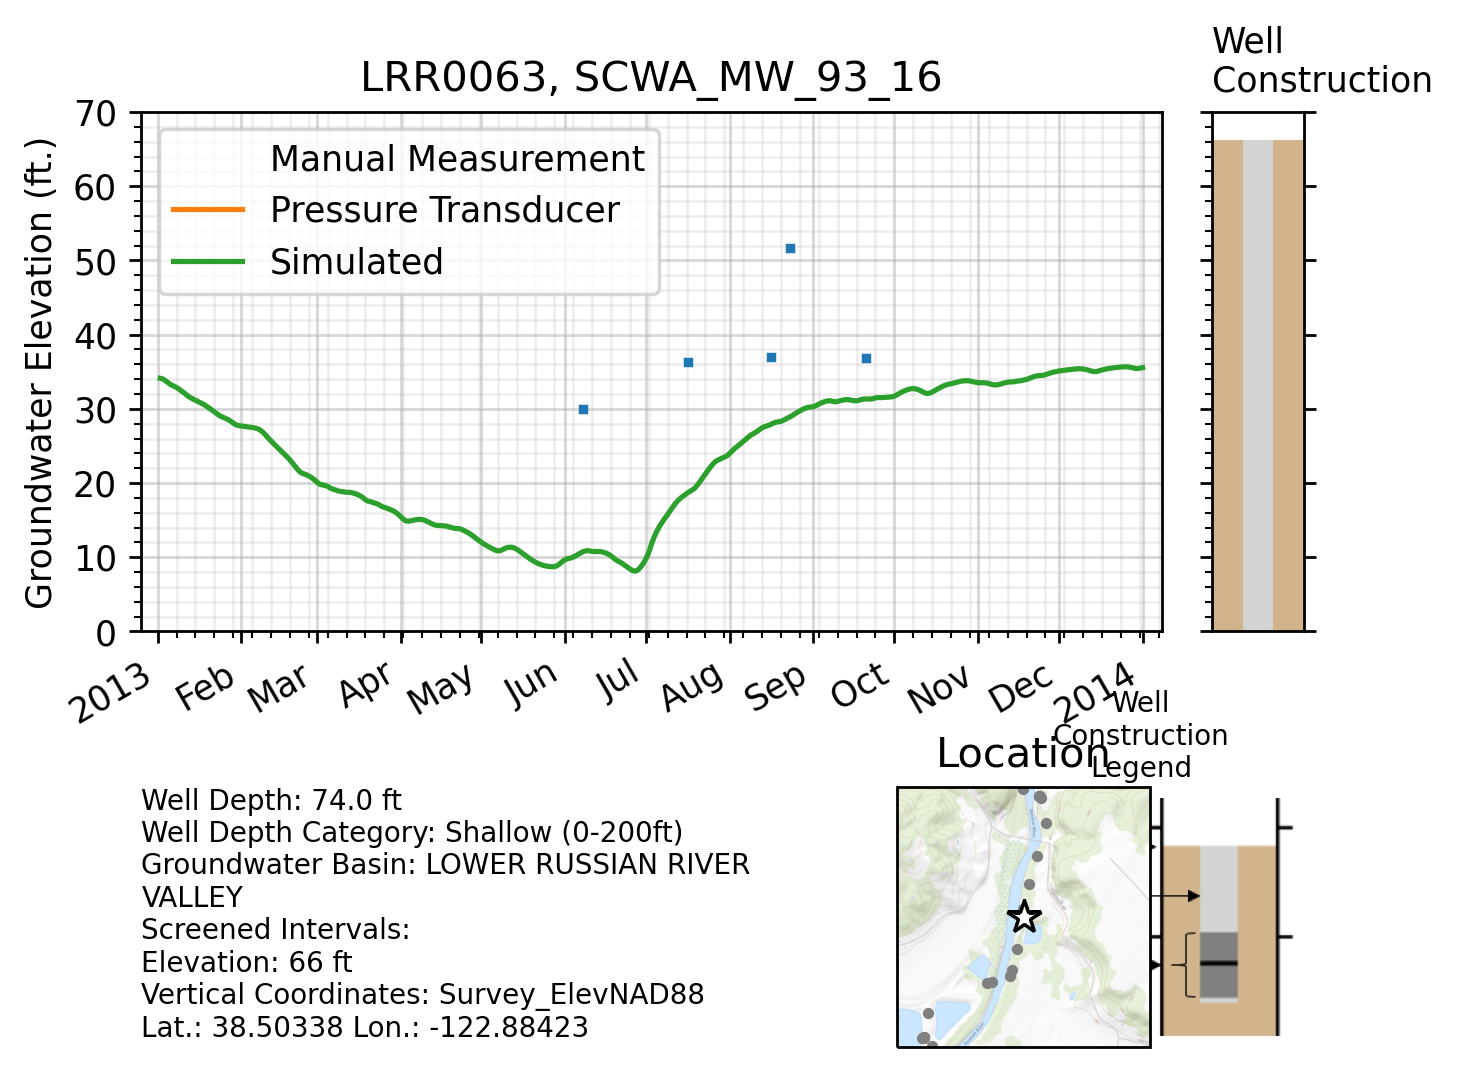 Well
Construction
LRR0063, SCWA_MW_93_16
Groundwater Elevation (ft.)
70
60
50
40
30
20
10
0
Manual Measurement
Pressure Transducer
Simulated
2013
Feb
Mar
Apr
May
Jun
Jul
Aug
Sep
Oct
Nov
Dec
2014
Well
Construction
Legend
Location
Well Depth: 74.0 ft
Well Depth Category: Shallow (0-200ft)
Groundwater Basin: LOWER RUSSIAN RIVER
VALLEY
Screened Intervals:
Elevation: 66 ft
Vertical Coordinates: Survey_ElevNAD88
Lat.: 38.50338 Lon.: -122.88423